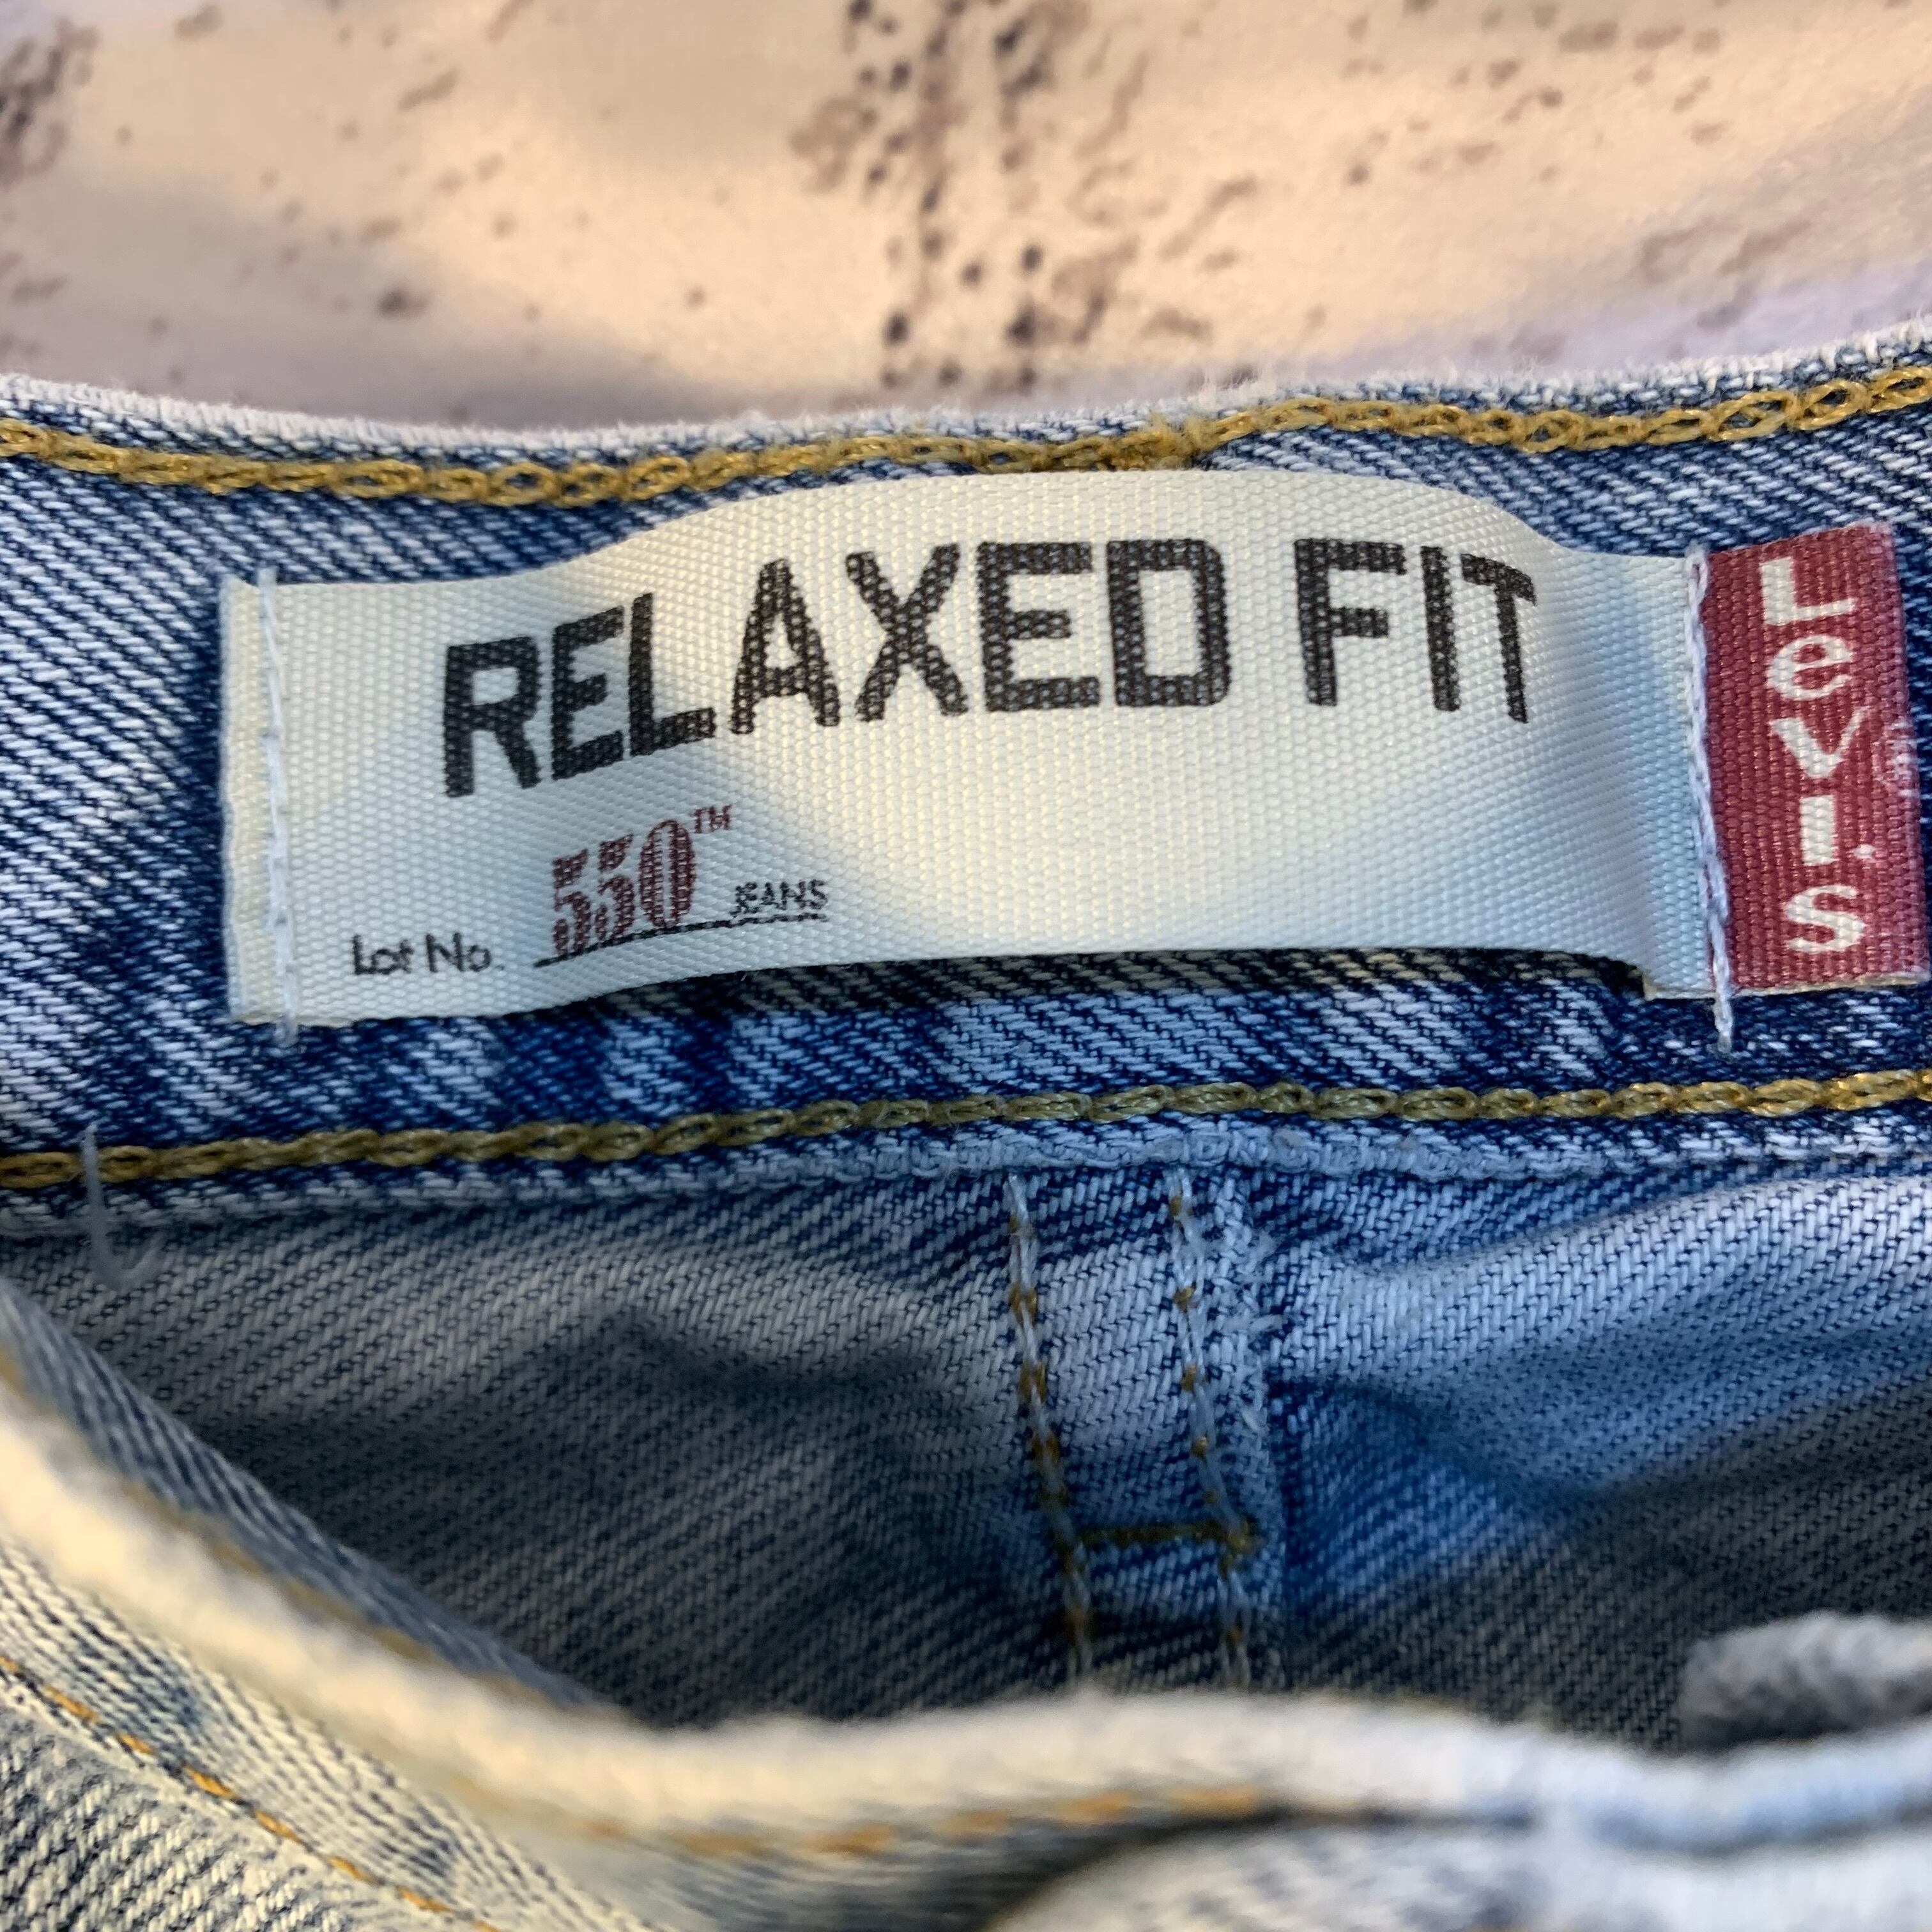 RELAXED FIT
Lot No. 550™ JEANS
Levi's®